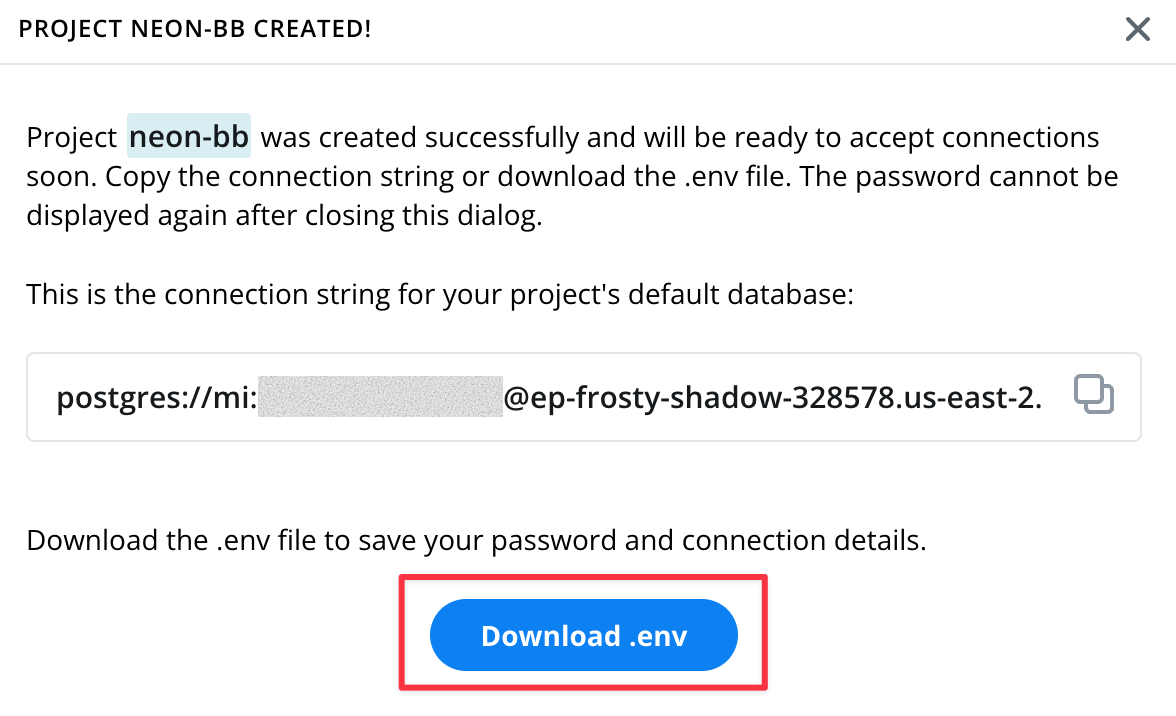 PROJECT NEON-BB CREATED!
Project neon-bb was created successfully and will be ready to accept connections
soon. Copy the connection string or download the .env file. The password cannot be
displayed again after closing this dialog.
This is the connection string for your project's default database:
postgres://mi: @ep-frosty-shadow-328578.us-east-2.
Download the .env file to save your password and connection details.
Download .env